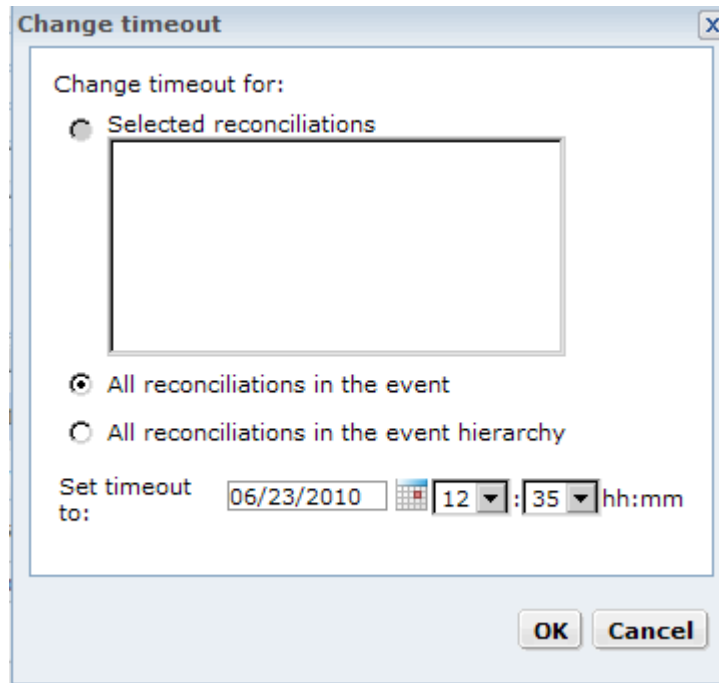 Change timeout
X
Change timeout for:
Selected reconciliations
All reconciliations in the event
All reconciliations in the event hierarchy
Set timeout
to:
06/23/2010 12 : 35 hh:mm
OK Cancel